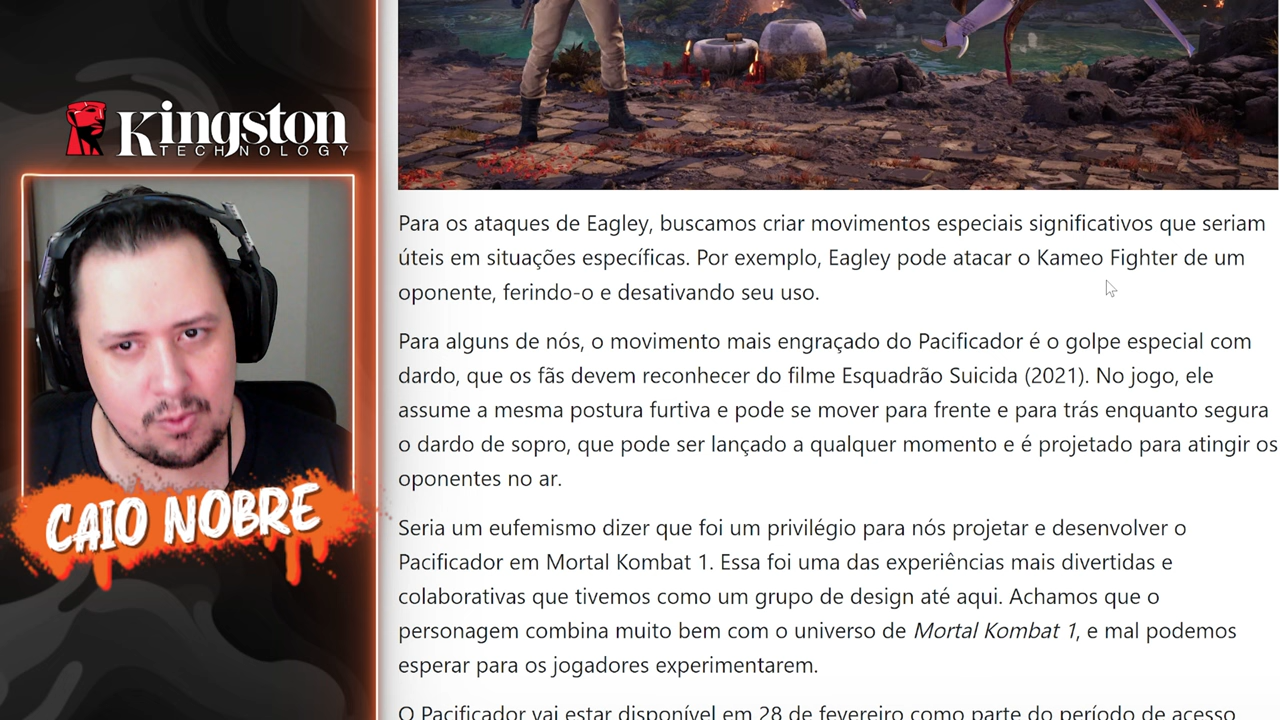 Kingston
TECHNOLOGY
CAIO NOBRE
Para os ataques de Eagley, buscamos criar movimentos especiais significativos que seriam
úteis em situações específicas. Por exemplo, Eagley pode atacar o Kameo Fighter de um
oponente, ferindo-o e desativando seu uso.
Para alguns de nós, o movimento mais engraçado do Pacificador é o golpe especial com
dardo, que os fãs devem reconhecer do filme Esquadrão Suicida (2021). No jogo, ele
assume a mesma postura furtiva e pode se mover para frente e para trás enquanto segura
o dardo de sopro, que pode ser lançado a qualquer momento e é projetado para atingir os
oponentes no ar.
Seria um eufemismo dizer que foi um privilégio para nós projetar e desenvolver o
Pacificador em Mortal Kombat 1. Essa foi uma das experiências mais divertidas e
colaborativas que tivemos como um grupo de design até aqui. Achamos que o
personagem combina muito bem com o universo de Mortal Kombat 1, e mal podemos
esperar para os jogadores experimentarem.
O Pacificador vai estar disponível em 28 de fevereiro como parte do período de acesso